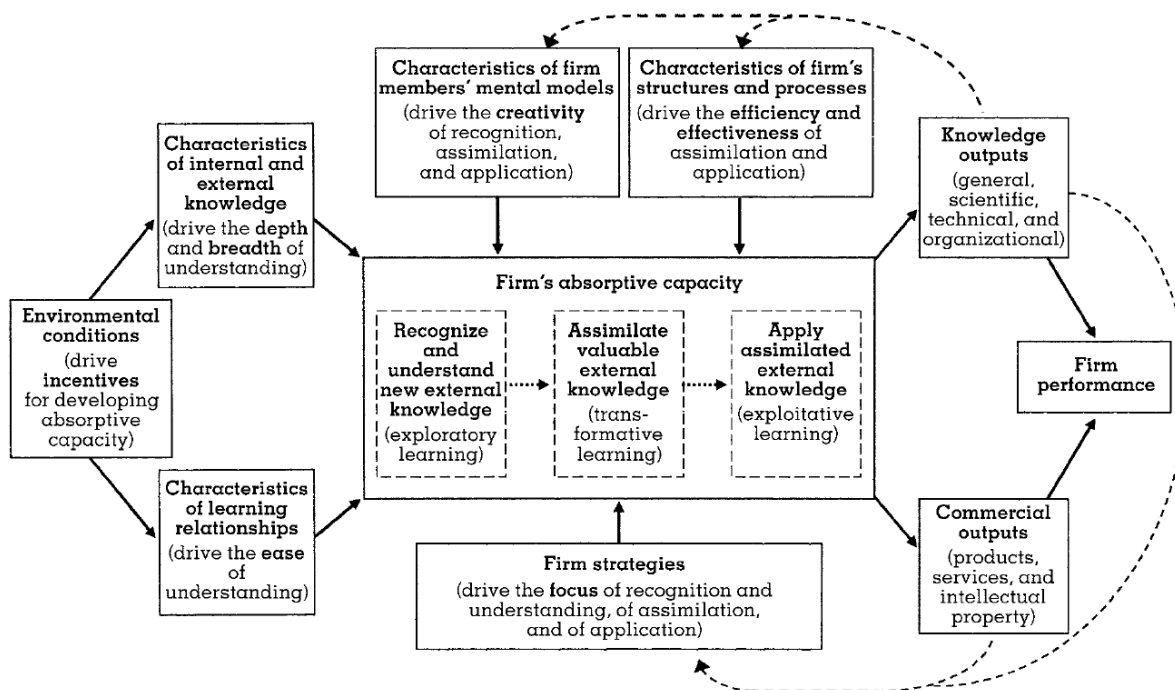 Characteristics of firm
members' mental models
(drive the creativity
of recognition,
assimilation,
and application)
Characteristics of firm's
structures and processes
(drive the efficiency and
effectiveness of
assimilation and
application)
Characteristics
of internal and
external
knowledge
(drive the depth
and breadth of
understanding)
Knowledge
outputs
(general,
scientific,
technical, and
organizational)
Environmental
conditions
(drive
incentives
for developing
absorptive
capacity)
Firm's absorptive capacity
Recognize
and
understand
new external
knowledge
(exploratory
learning)
Assimilate
valuable
external
knowledge
(trans-
formative
learning)
Apply
assimilated
external
knowledge
(exploitative
learning)
Firm
performance
Characteristics
of learning
relationships
(drive the ease of
understanding)
Firm strategies
(drive the focus of recognition and
understanding, of assimilation,
and of application)
Commercial
outputs
(products,
services, and
intellectual
property)